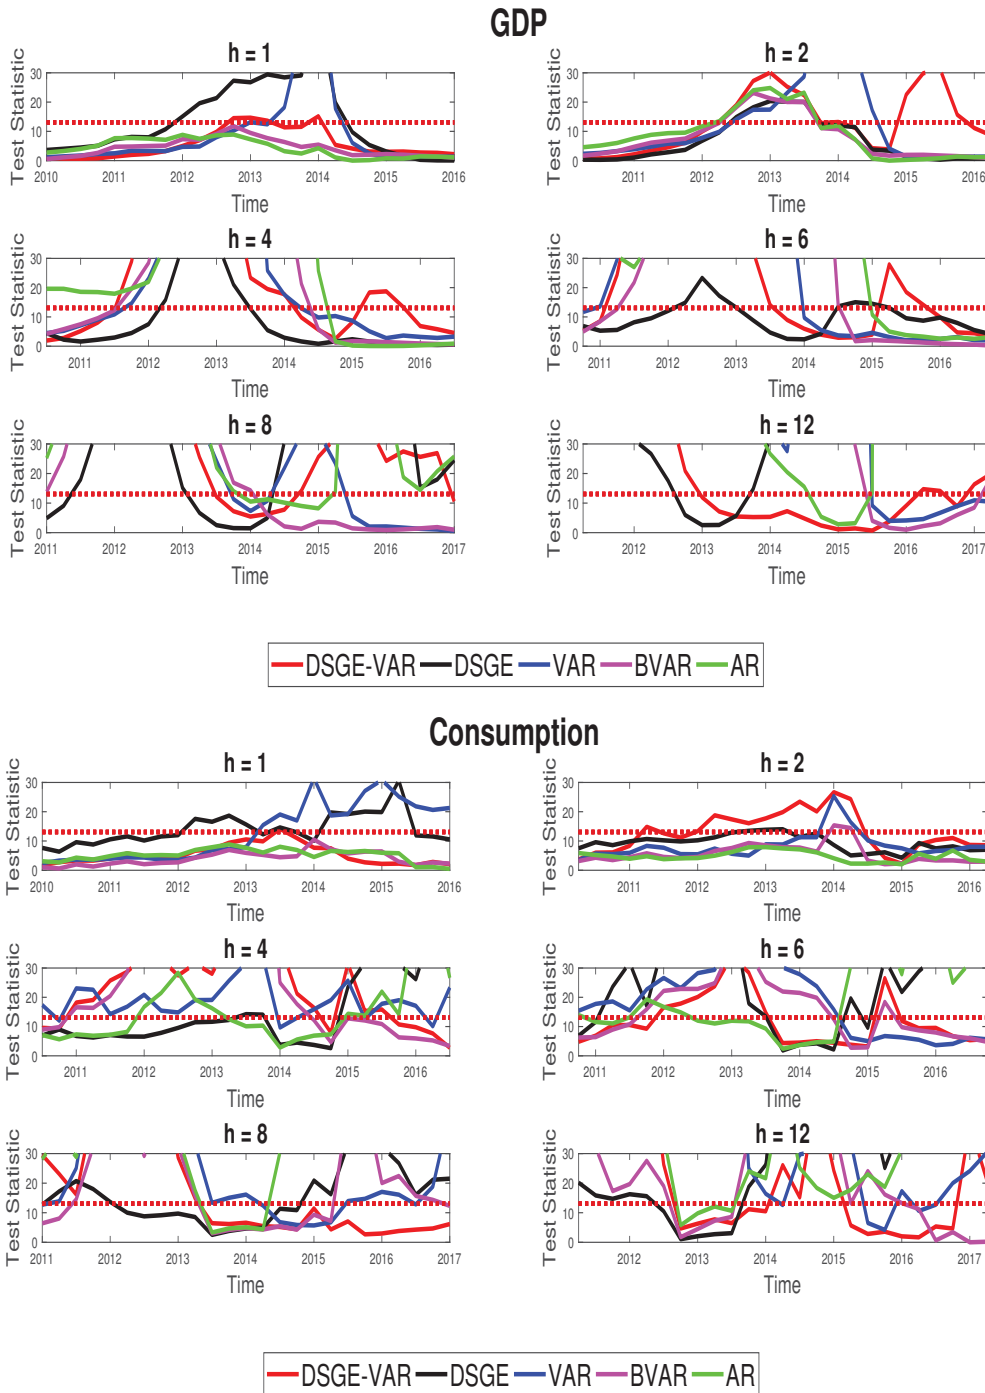 GDP
h = 1
h = 2
Test Statistic
30
20
10
0
2010 2011 2012 2013 2014 2015 2016
Time
Test Statistic
30
20
10
0
2011 2012 2013 2014 2015 2016
Time
h = 4
h = 6
Test Statistic
30
20
10
0
2011 2012 2013 2014 2015 2016
Time
Test Statistic
30
20
10
0
2011 2012 2013 2014 2015 2016
Time
h = 8
h = 12
Test Statistic
30
20
10
0
2011 2012 2013 2014 2015 2016 2017
Time
Test Statistic
30
20
10
0
2012 2013 2014 2015 2016 2017
Time
DSGE-VAR DSGE VAR BVAR AR
Consumption
h = 1
h = 2
Test Statistic
30
20
10
0
2010 2011 2012 2013 2014 2015 2016
Time
Test Statistic
30
20
10
0
2011 2012 2013 2014 2015 2016
Time
h = 4
h = 6
Test Statistic
30
20
10
0
2011 2012 2013 2014 2015 2016
Time
Test Statistic
30
20
10
0
2011 2012 2013 2014 2015 2016
Time
h = 8
h = 12
Test Statistic
30
20
10
0
2011 2012 2013 2014 2015 2016 2017
Time
Test Statistic
30
20
10
0
2012 2013 2014 2015 2016 2017
Time
DSGE-VAR DSGE VAR BVAR AR